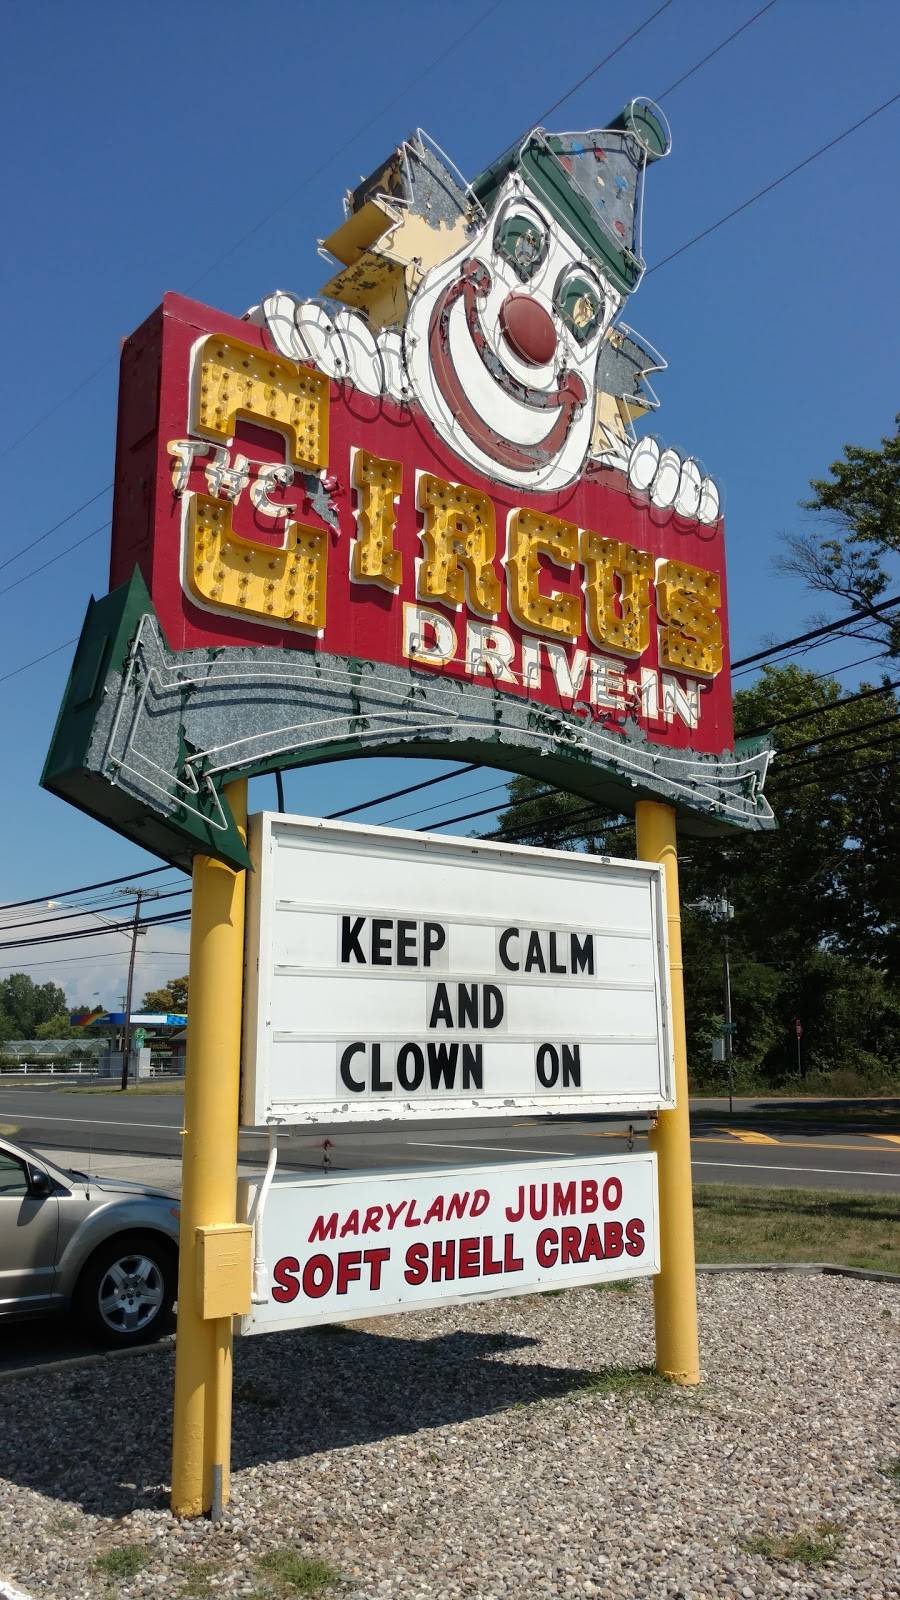 THE
CIRCUS
DRIVE-IN
KEEP CALM
AND
CLOWN ON
MARYLAND JUMBO
SOFT SHELL CRABS